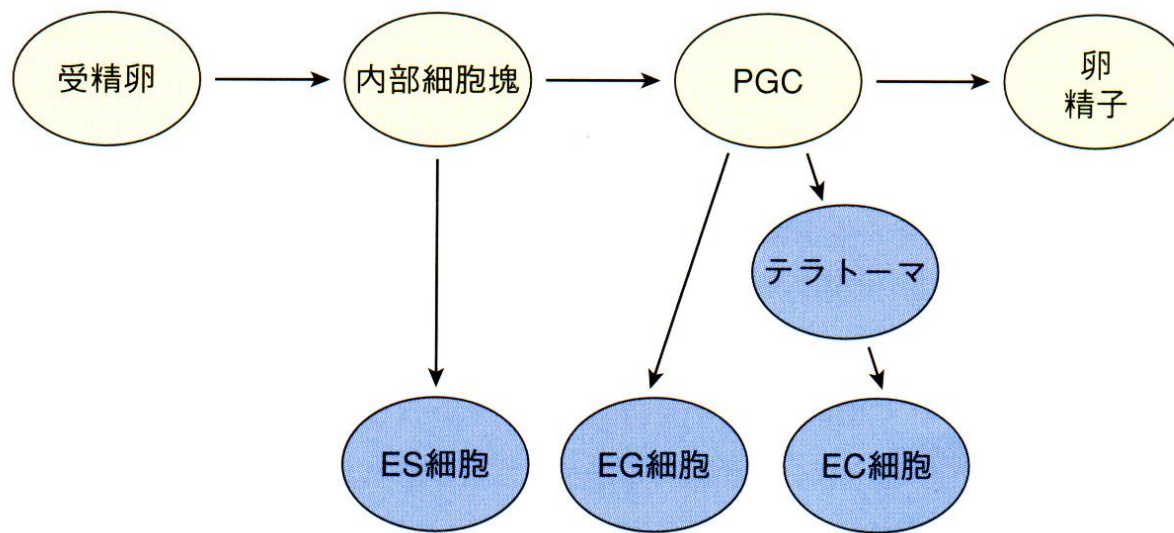 受精卵
内部細胞塊
PGC
卵
精子
テラトーマ
ES細胞
EG細胞
EC細胞